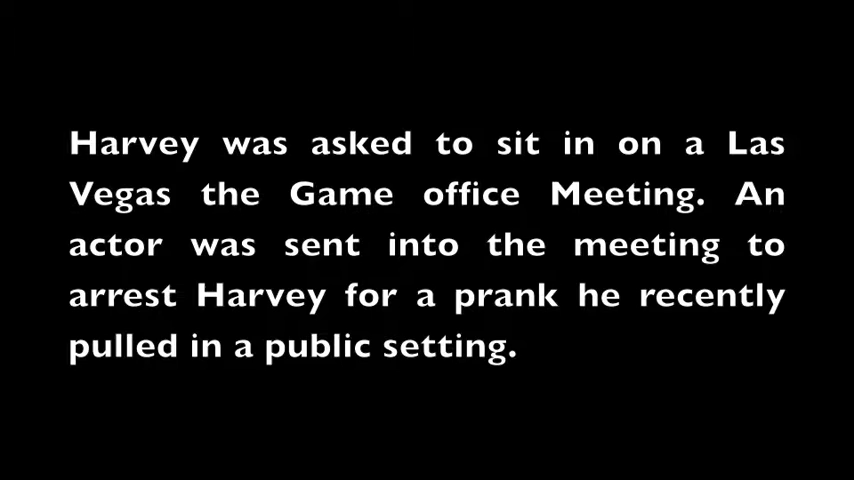 Harvey was asked to sit in on a Las
Vegas the Game office Meeting. An
actor was sent into the meeting to
arrest Harvey for a prank he recently
pulled in a public setting.